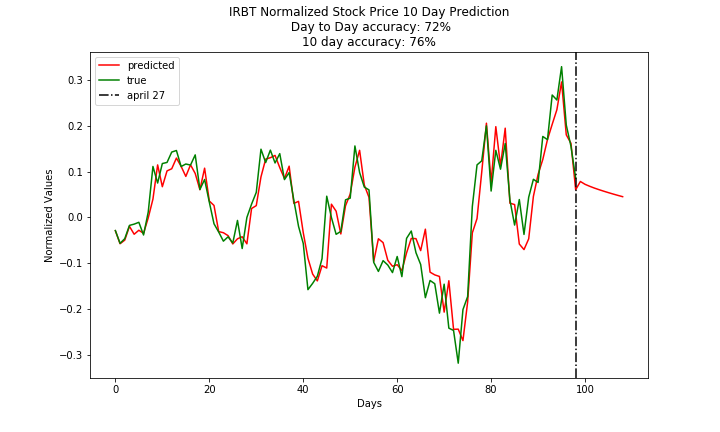 IRBT Normalized Stock Price 10 Day Prediction
Day to Day accuracy: 72%
10 day accuracy: 76%
predicted
true
april 27
Normalized Values
0.3
0.2
0.1
0.0
−0.1
−0.2
−0.3
0 20 40 60 80 100
Days